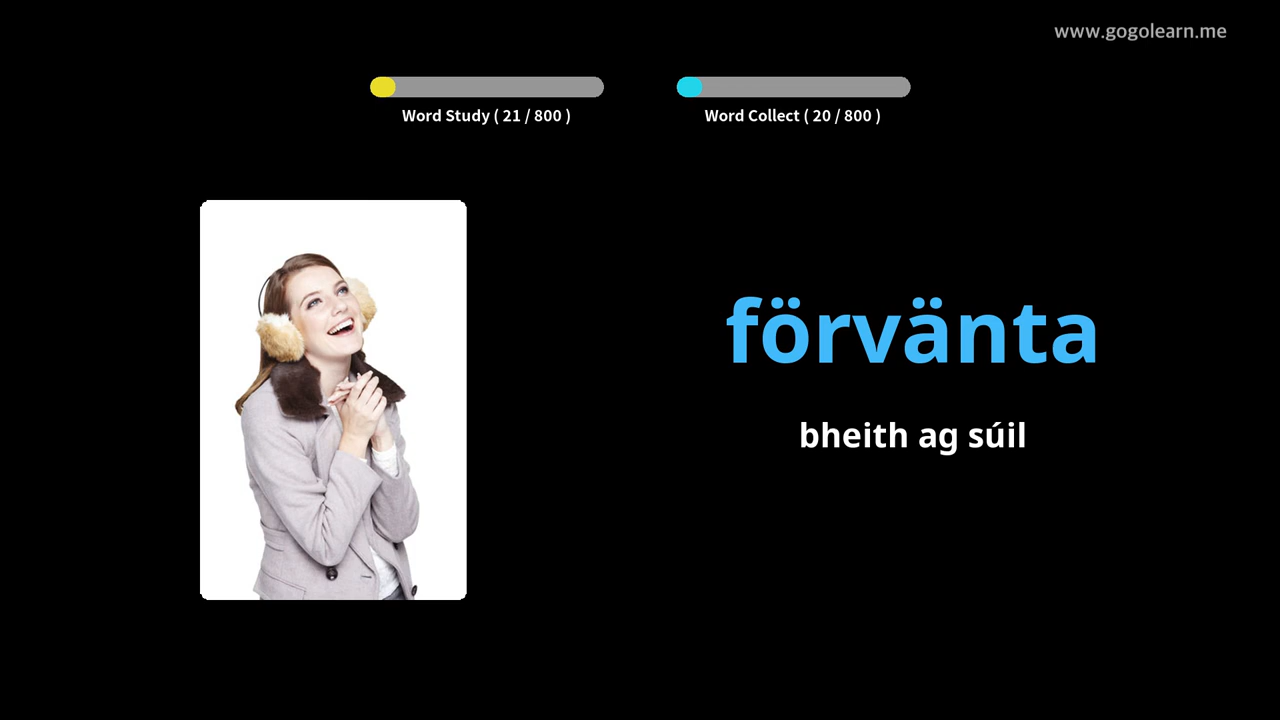 www.gogolearn.me
Word Study ( 21 / 800 )
Word Collect ( 20 / 800 )
förvänta
bheith ag súil